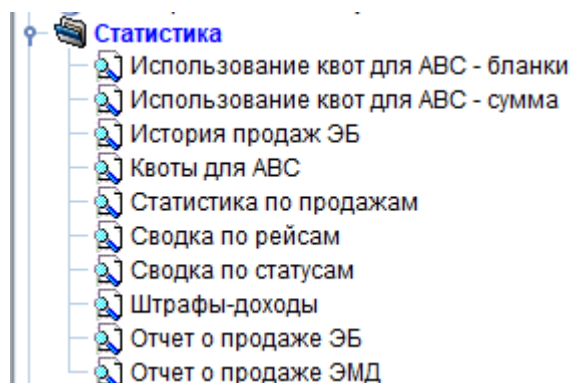 Статистика
Использование квот для АВС - бланки
Использование квот для АВС - сумма
История продаж ЭБ
Квоты для АВС
Статистика по продажам
Сводка по рейсам
Сводка по статусам
Штрафы-доходы
Отчет о продаже ЭБ
Отчет о продаже ЭМД